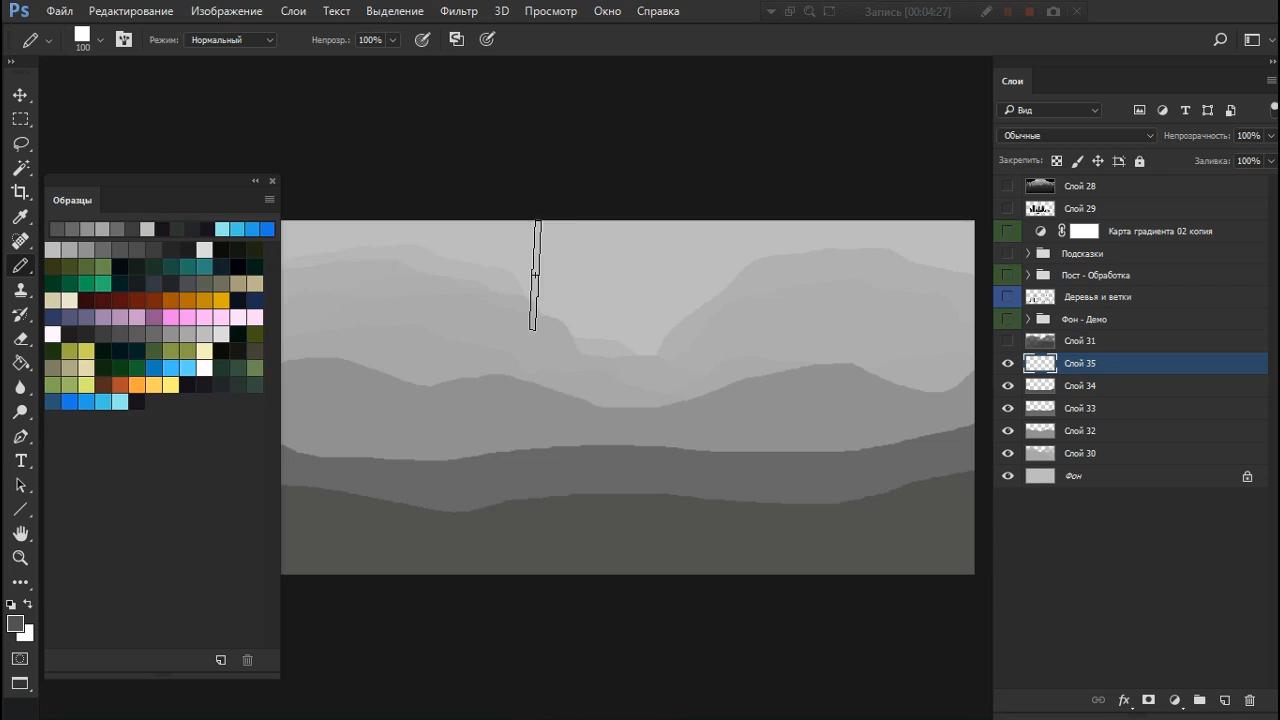 Ps Файл Редактирование Изображение Слои Текст Выделение Фильтр 3D Просмотр Окно Справка Запись [00:04:27]
100 Режим: Нормальный Непрозр.: 100%
Слои
Вид
Обычные Непрозрачность: 100%
Закрепить: Заливка: 100%
Образцы
Слой 28
Слой 29
Карта градиента 02 копия
Подсказки
Пост - Обработка
Деревья и ветки
Фон - Демо
Слой 31
Слой 35
Слой 34
Слой 33
Слой 32
Слой 30
Фон